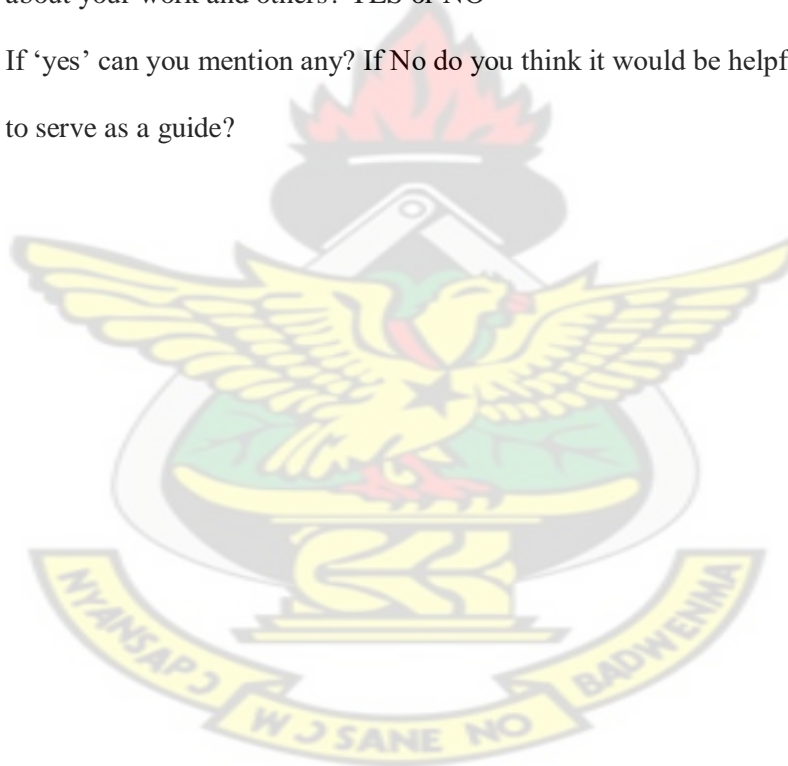 about your work and others? YES or NO
If ‘yes’ can you mention any? If No do you think it would be helpf
to serve as a guide?
NYANSAPƆ WƆSANE NO BADWENMA